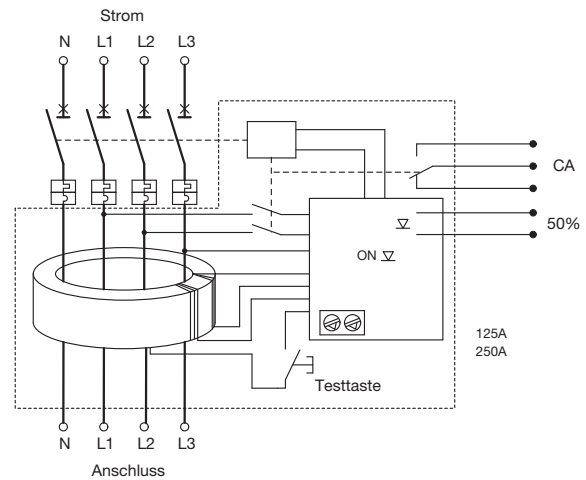 Strom
N L1 L2 L3
CA
50%
ON
125A
250A
Testtaste
N L1 L2 L3
Anschluss